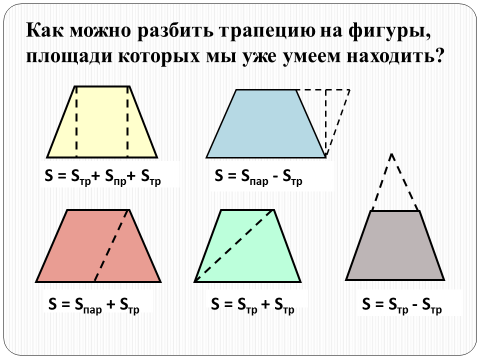 Как можно разбить трапецию на фигуры,
площади которых мы уже умеем находить?
S = Sтр+ Sпр+ Sтр
S = Sпар - Sтр
S = Sпар + Sтр
S = Sтр + Sтр
S = Sтр - Sтр